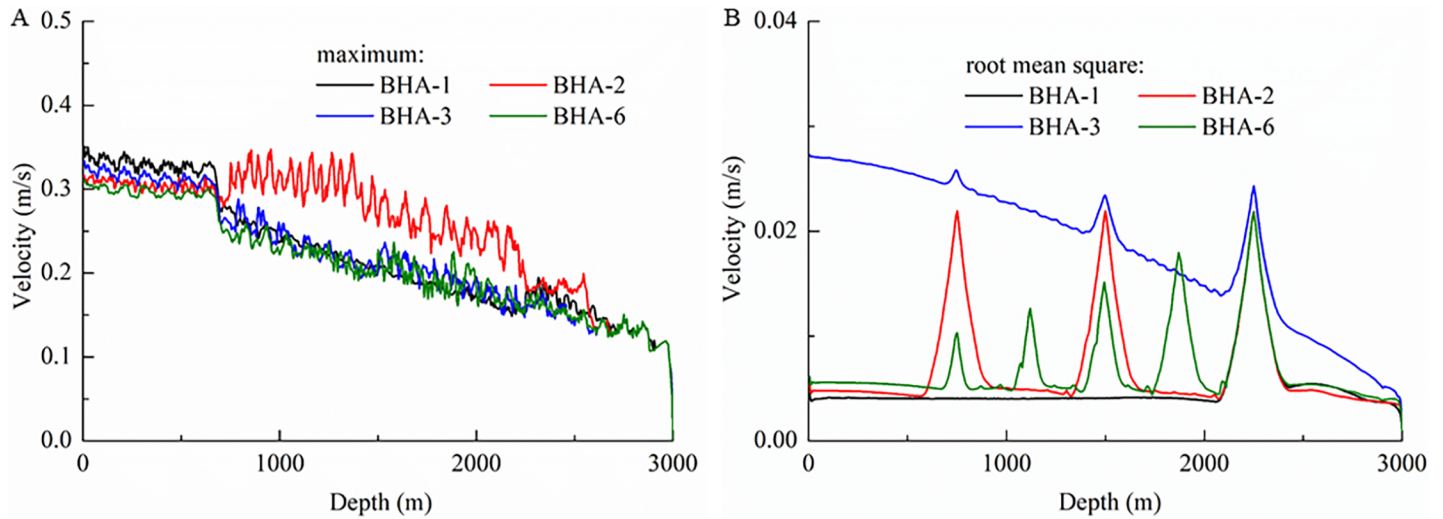 A
0.5
0.4
0.3
0.2
0.1
0.0
Velocity (m/s)
maximum:
BHA-1 BHA-2
BHA-3 BHA-6
0 1000 2000 3000
Depth (m)
B
0.04
0.02
0.00
Velocity (m/s)
root mean square:
BHA-1 BHA-2
BHA-3 BHA-6
0 1000 2000 3000
Depth (m)